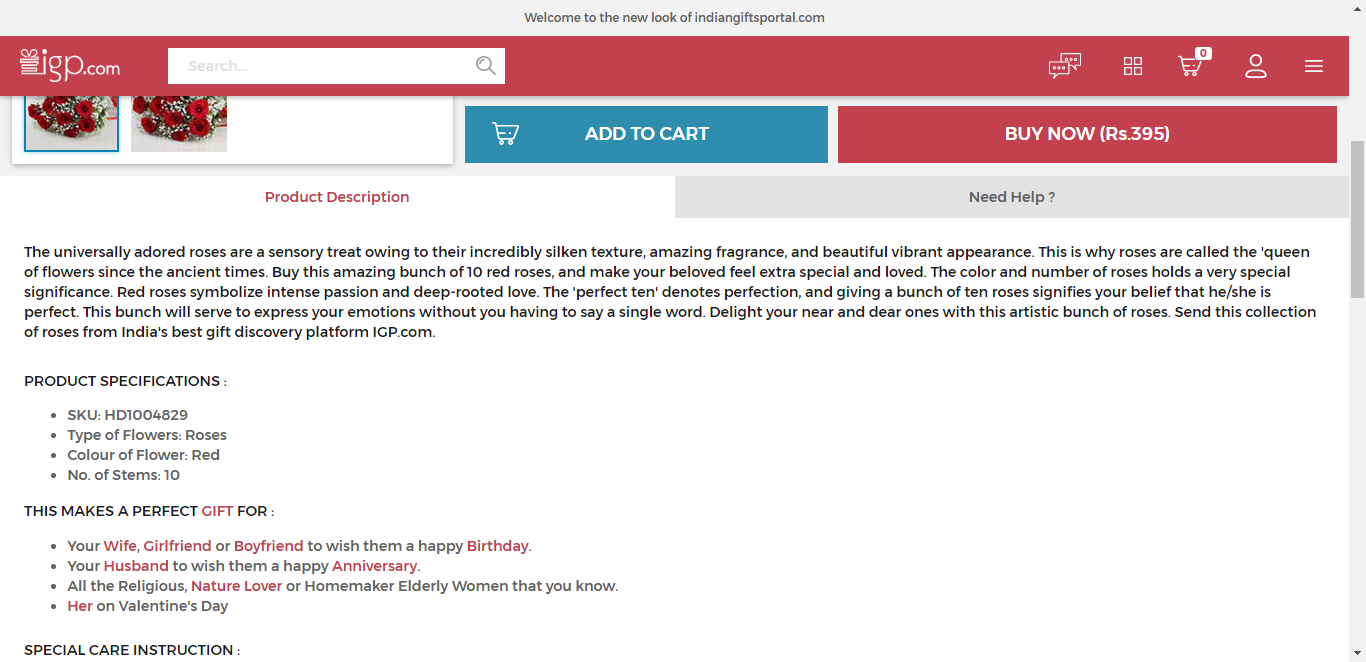 Welcome to the new look of indiangiftsportal.com
igp.com
Search...
0
ADD TO CART
BUY NOW (Rs.395)
Product Description
Need Help ?
The universally adored roses are a sensory treat owing to their incredibly silken texture, amazing fragrance, and beautiful vibrant appearance. This is why roses are called the 'queen
of flowers since the ancient times. Buy this amazing bunch of 10 red roses, and make your beloved feel extra special and loved. The color and number of roses holds a very special
significance. Red roses symbolize intense passion and deep-rooted love. The 'perfect ten' denotes perfection, and giving a bunch of ten roses signifies your belief that he/she is
perfect. This bunch will serve to express your emotions without you having to say a single word. Delight your near and dear ones with this artistic bunch of roses. Send this collection
of roses from India's best gift discovery platform IGP.com.
PRODUCT SPECIFICATIONS :
• SKU: HD1004829
• Type of Flowers: Roses
• Colour of Flower: Red
• No. of Stems: 10
THIS MAKES A PERFECT GIFT FOR :
• Your Wife, Girlfriend or Boyfriend to wish them a happy Birthday.
• Your Husband to wish them a happy Anniversary.
• All the Religious, Nature Lover or Homemaker Elderly Women that you know.
• Her on Valentine's Day
SPECIAL CARE INSTRUCTION :